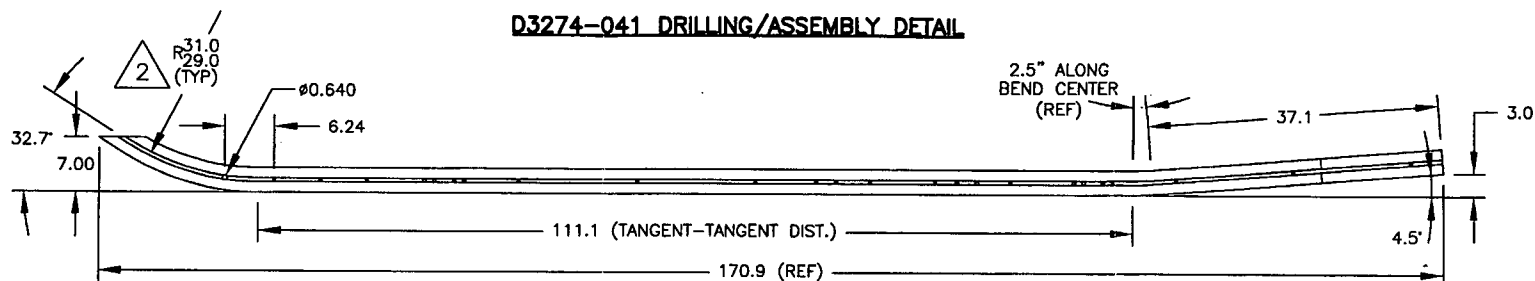 D3274-041 DRILLING/ASSEMBLY DETAIL
2
R31.0
29.0
(TYP)
ø0.640
6.24
2.5" ALONG
BEND CENTER
(REF)
37.1
3.0
32.7°
7.00
111.1 (TANGENT-TANGENT DIST.)
4.5°
170.9 (REF)